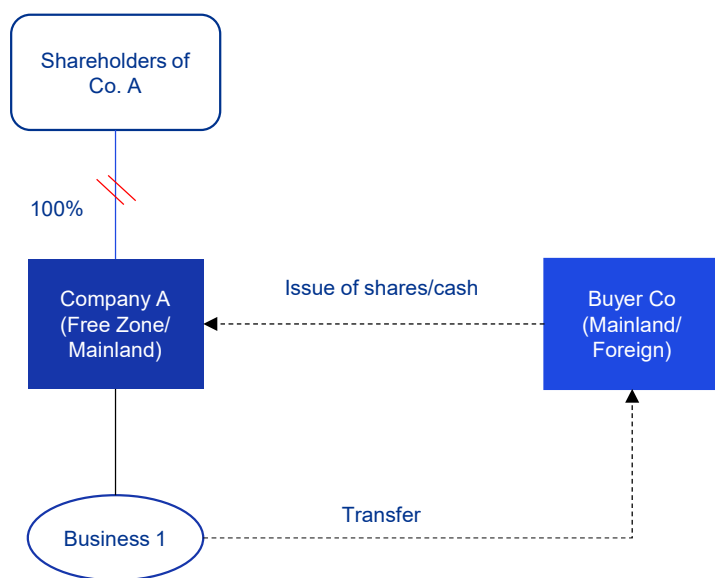 Shareholders of
Co. A
100%
Company A
(Free Zone/
Mainland)
Issue of shares/cash
Buyer Co
(Mainland/
Foreign)
Transfer
Business 1